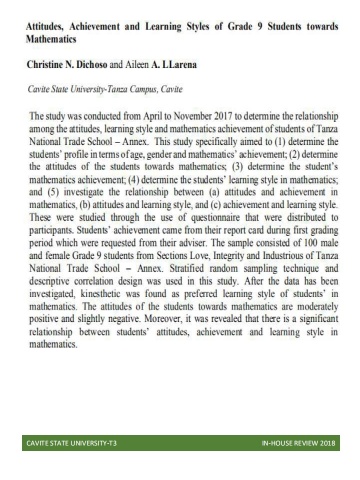 Attitudes, Achievement and Learning Styles of Grade 9 Students towards
Mathematics
Christine N. Dichoso and Aileen A. LLarena
Cavite State University-Tanza Campus, Cavite
The study was conducted from April to November 2017 to determine the relationship
among the attitudes, learning style and mathematics achievement of students of Tanza
National Trade School – Annex. This study specifically aimed to (1) determine the
students' profile in terms of age, gender and mathematics' achievement; (2) determine
the attitudes of the students towards mathematics; (3) determine the student's
mathematics achievement; (4) determine the students' learning style in mathematics;
and (5) investigate the relationship between (a) attitudes and achievement in
mathematics, (b) attitudes and learning style, and (c) achievement and learning style.
These were studied through the use of questionnaire that were distributed to
participants. Students' achievement came from their report card during first grading
period which were requested from their adviser. The sample consisted of 100 male
and female Grade 9 students from Sections Love, Integrity and Industrious of Tanza
National Trade School – Annex. Stratified random sampling technique and
descriptive correlation design was used in this study. After the data has been
investigated, kinesthetic was found as preferred learning style of students' in
mathematics. The attitudes of the students towards mathematics are moderately
positive and slightly negative. Moreover, it was revealed that there is a significant
relationship between students' attitudes, achievement and learning style in
mathematics.
CAVITE STATE UNIVERSITY-T3 IN-HOUSE REVIEW 2018